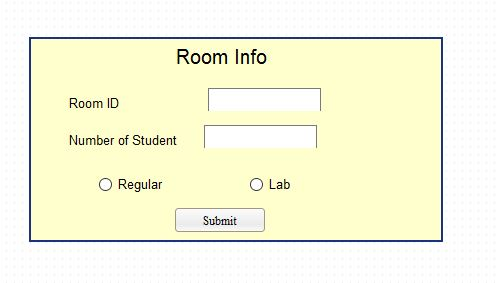 Room Info
Room ID
Number of Student
Regular Lab
Submit